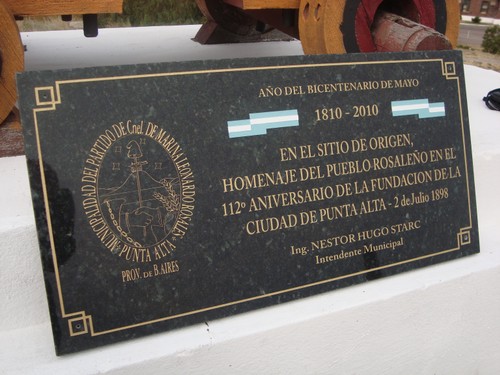 AÑO DEL BICENTENARIO DE MAYO
1810 - 2010
EN EL SITIO DE ORIGEN,
HOMENAJE DEL PUEBLO ROSALEÑO EN EL
112º ANIVERSARIO DE LA FUNDACION DE LA
CIUDAD DE PUNTA ALTA - 2 de Julio 1898
Ing. NESTOR HUGO STARC
Intendente Municipal
MUNICIPALIDAD DEL PARTIDO DE Cnel. DE MARINA LEONARDO ROSALES
PUNTA ALTA
PROV. DE B. AIRES